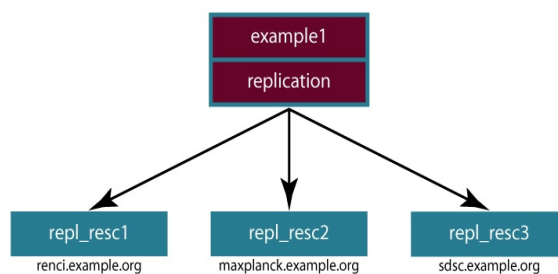 example1
replication
repl_resc1
repl_resc2
repl_resc3
renci.example.org
maxplanck.example.org
sdsc.example.org